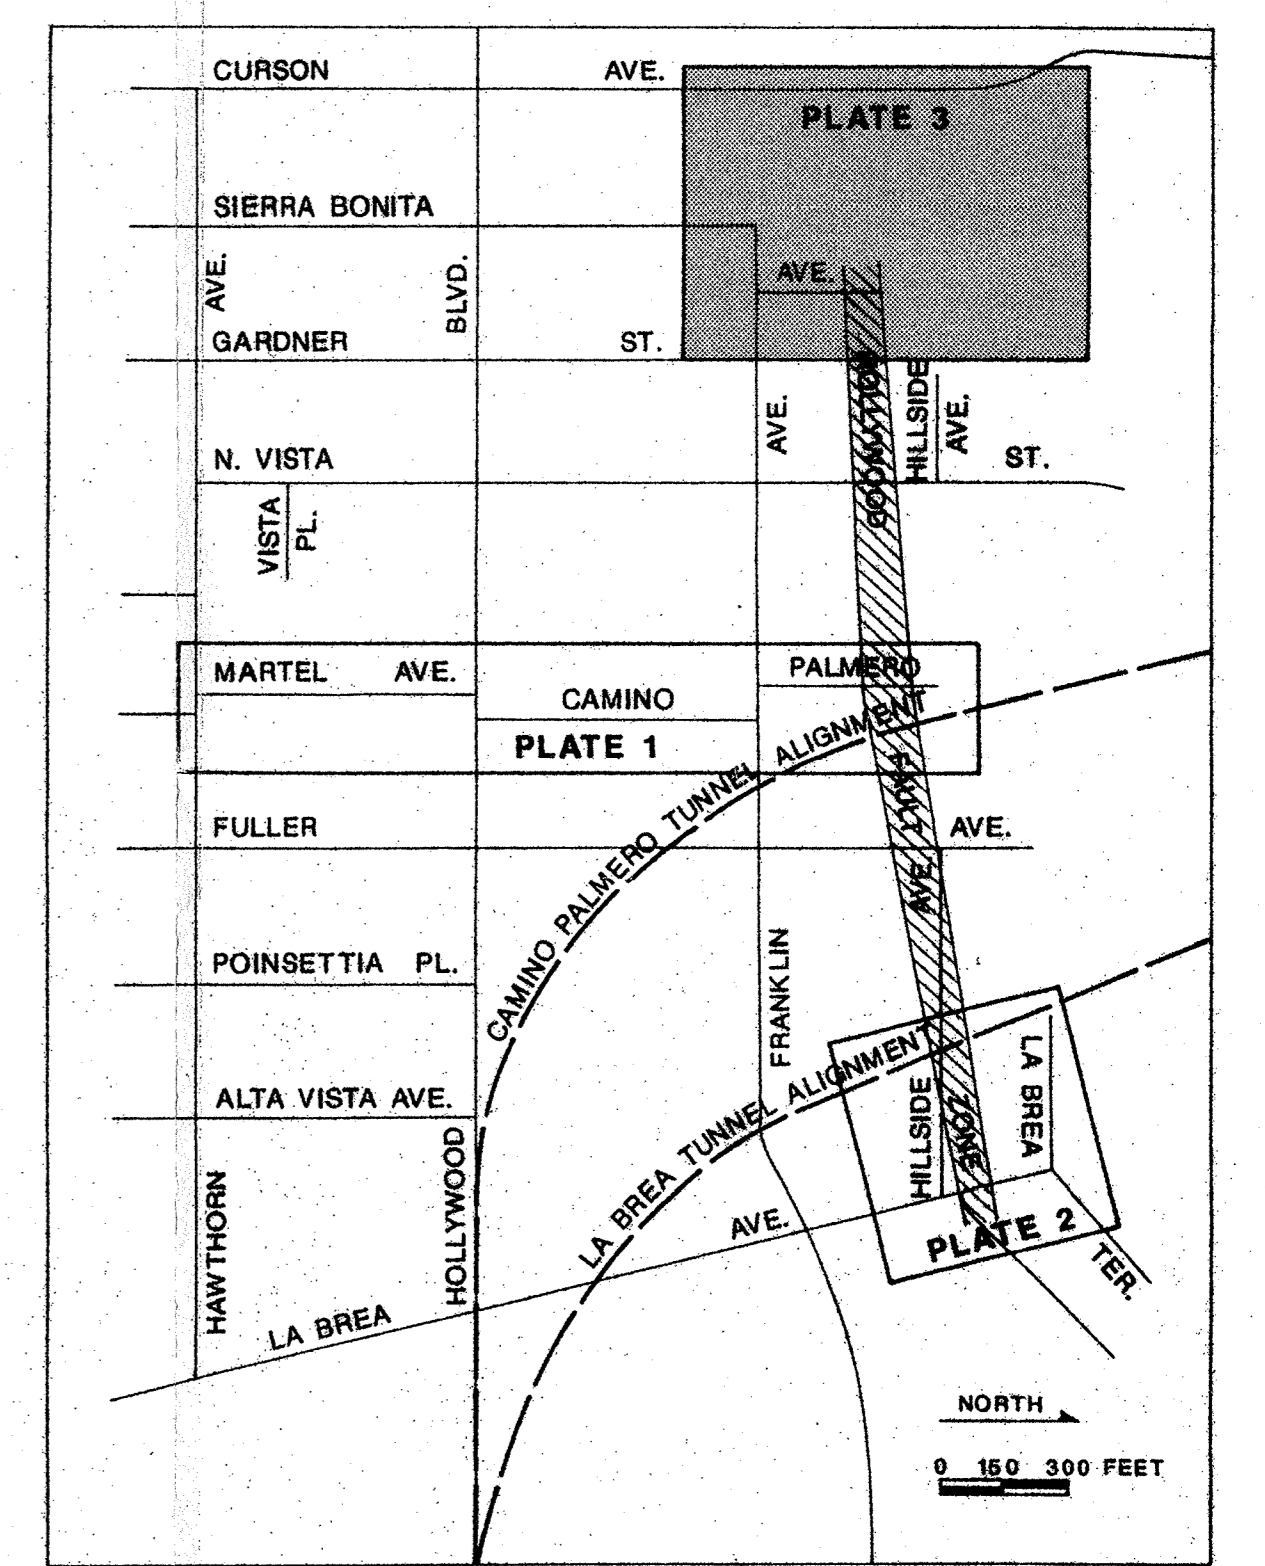 CURSON AVE.
PLATE 3
SIERRA BONITA
AVE.
AVE.
BLVD.
GARDNER ST.
HILLSIDE
AVE.
AVE.
N. VISTA ST.
VISTA
PL.
MARTEL AVE.
PALMERO
CAMINO
PLATE 1
CAMINO PALMERO TUNNEL ALIGNMENT
FAULT
FULLER AVE.
AVE.
POINSETTIA PL.
FRANKLIN
LA BREA TUNNEL ALIGNMENT
LA BREA
HILLSIDE
ZONE
ALTA VISTA AVE.
HAWTHORN
HOLLYWOOD
AVE.
PLATE 2
TER.
LA BREA
NORTH
0 150 300 FEET